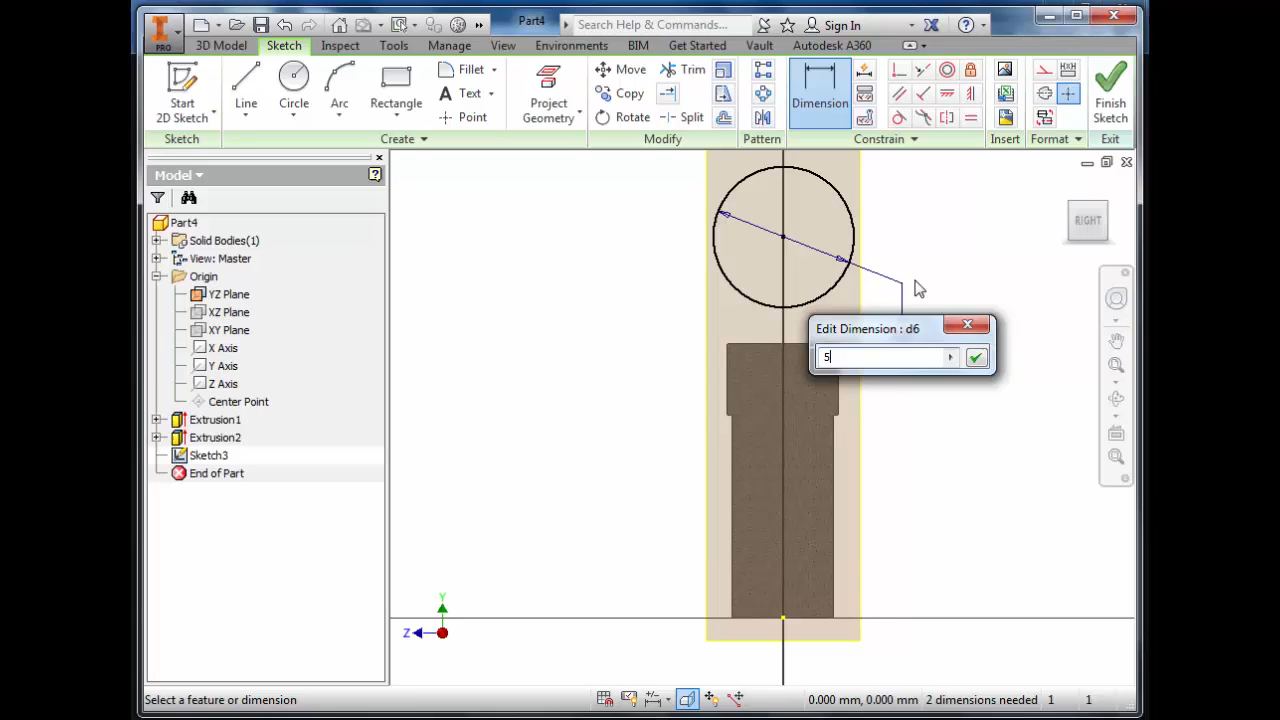 Part4
Search Help & Commands...
Sign In
PRO
3D Model
Sketch
Inspect
Tools
Manage
View
Environments
BIM
Get Started
Vault
Autodesk A360
Start
2D Sketch
Line
Circle
Arc
Rectangle
Fillet
Text
Point
Project
Geometry
Move
Copy
Rotate
Trim
Split
Dimension
Finish
Sketch
Sketch
Create
Modify
Pattern
Constrain
Insert
Format
Exit
Model
Part4
Solid Bodies(1)
View: Master
Origin
YZ Plane
XZ Plane
XY Plane
X Axis
Y Axis
Z Axis
Center Point
Extrusion1
Extrusion2
Sketch3
End of Part
RIGHT
Edit Dimension : d6
5
Y
Z
Select a feature or dimension
0.000 mm, 0.000 mm
2 dimensions needed
1
1